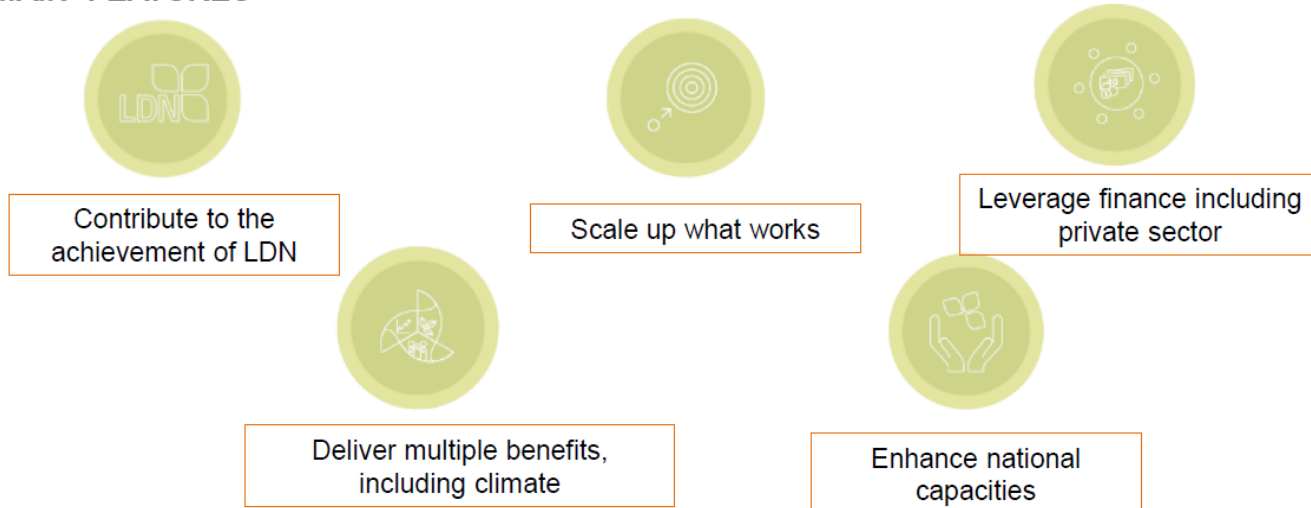 LDN
Contribute to the
achievement of LDN
Scale up what works
Leverage finance including
private sector
Deliver multiple benefits,
including climate
Enhance national
capacities